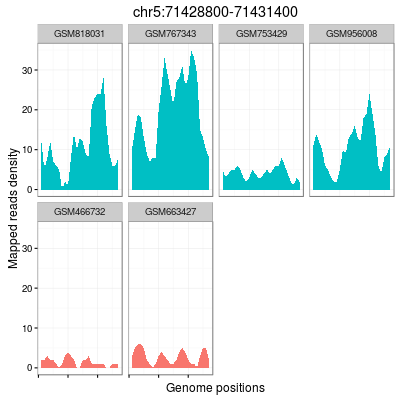 chr5:71428800-71431400
GSM818031 GSM767343 GSM753429 GSM956008
30
20
10
0
GSM466732 GSM663427
30
20
10
0
Mapped reads density
Genome positions